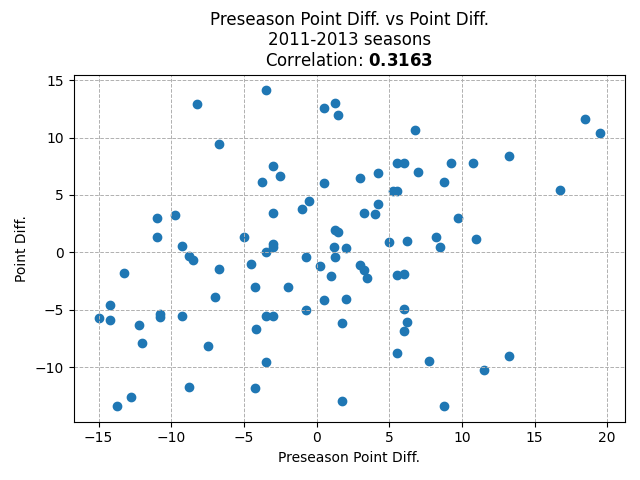 Preseason Point Diff. vs Point Diff.
2011-2013 seasons
Correlation: 0.3163
15
10
5
0
−5
−10
Point Diff.
−15
−10
−5
0
5
10
15
20
Preseason Point Diff.